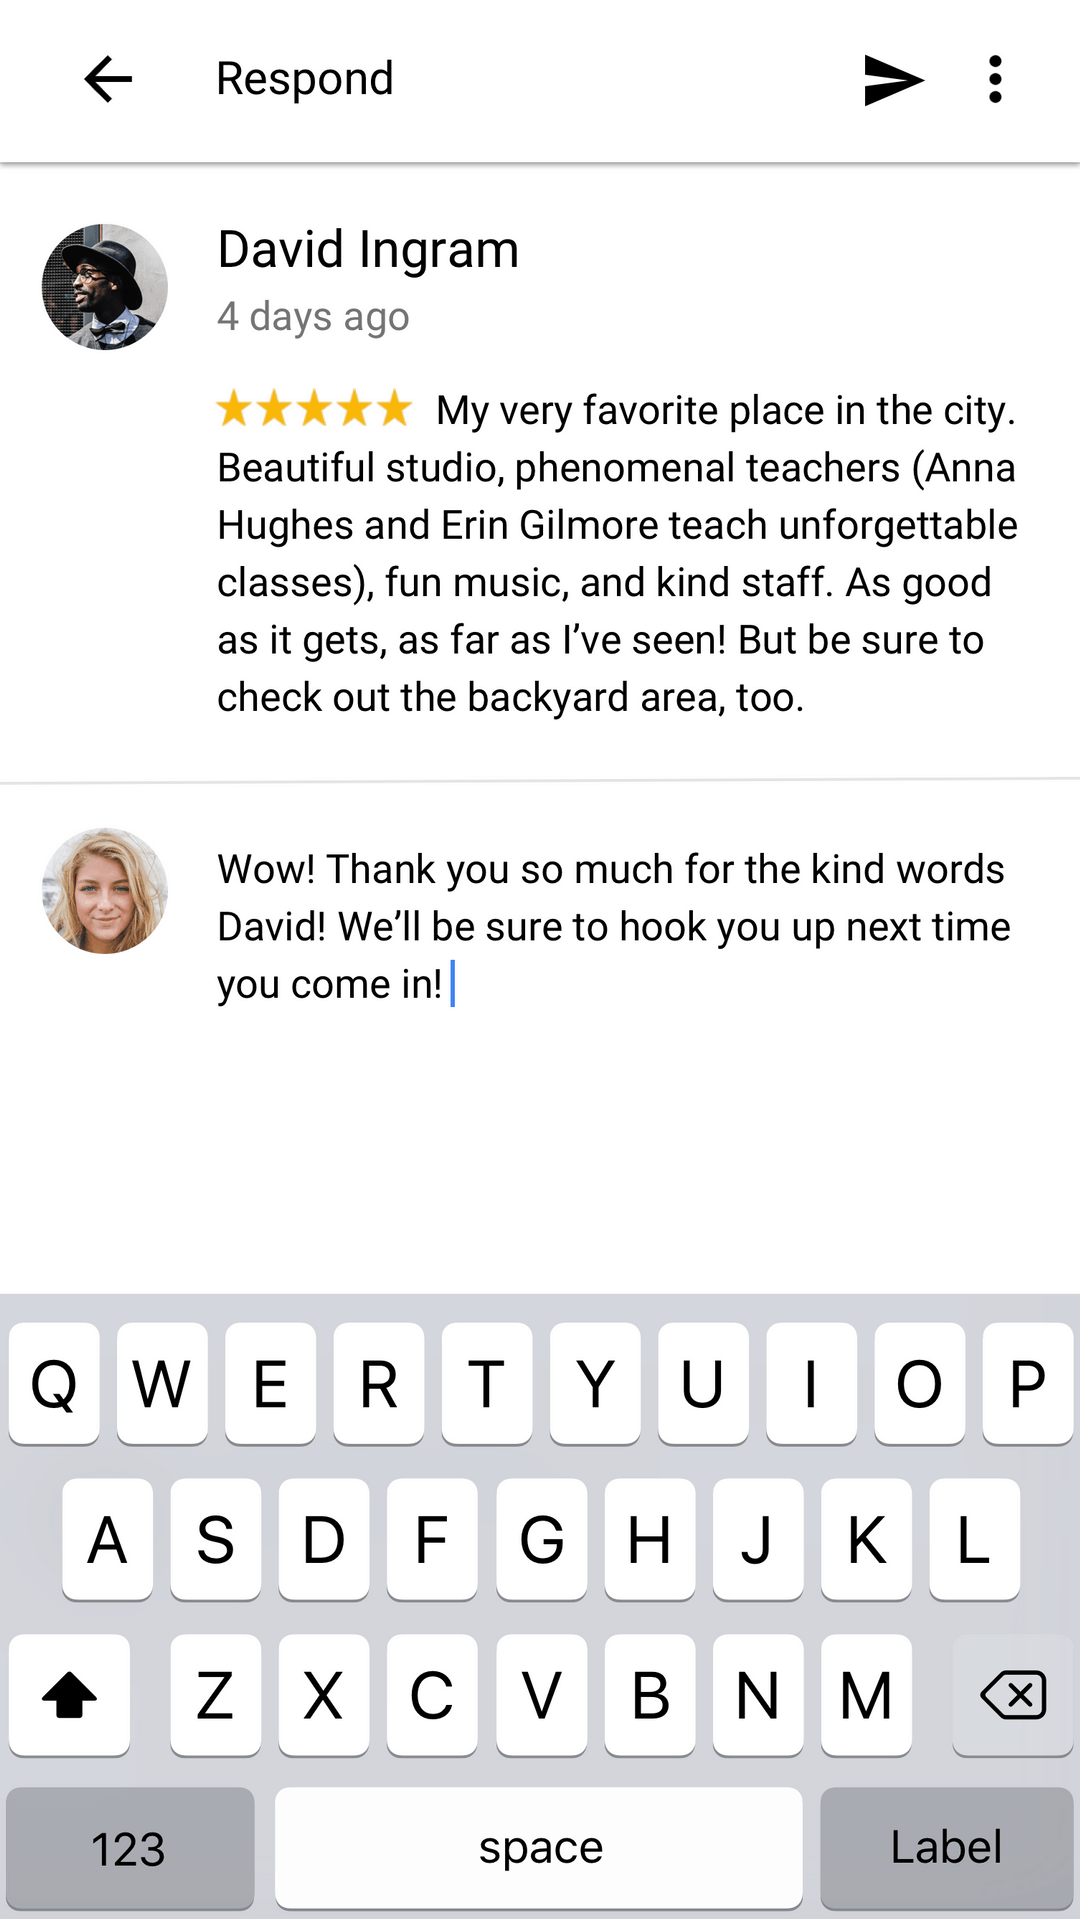 Respond
David Ingram
4 days ago
My very favorite place in the city.
Beautiful studio, phenomenal teachers (Anna
Hughes and Erin Gilmore teach unforgettable
classes), fun music, and kind staff. As good
as it gets, as far as I’ve seen! But be sure to
check out the backyard area, too.
Wow! Thank you so much for the kind words
David! We’ll be sure to hook you up next time
you come in!
Q W E R T Y U I O P
A S D F G H J K L
Z X C V B N M
123 space Label